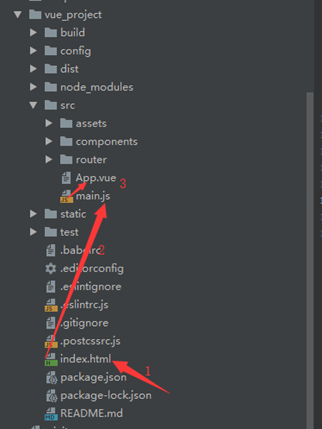 vue_project
build
config
dist
node_modules
src
assets
components
router
App.vue
3
main.js
static
test
2
.editorconfig
.eslintignore
.eslintrc.js
.gitignore
.postcssrc.js
index.html
1
package.json
package-lock.json
README.md